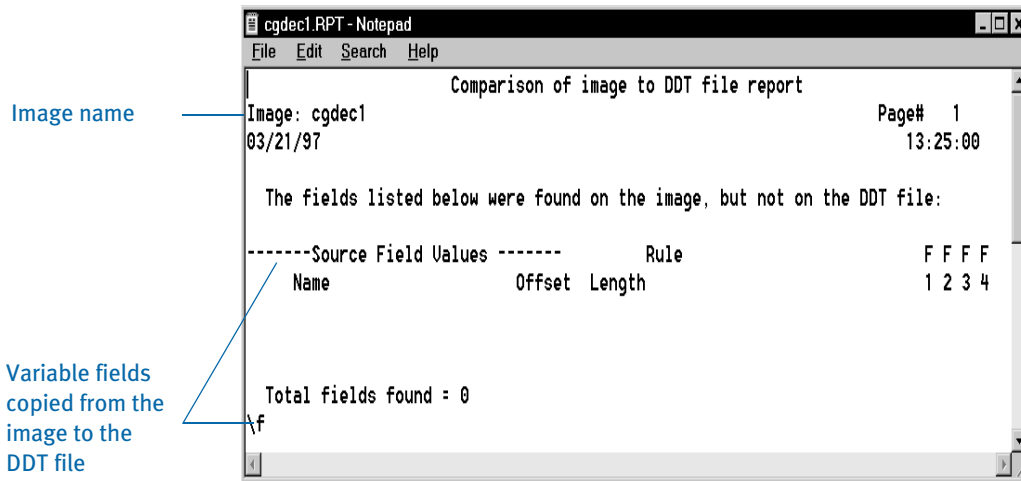 cgdec1.RPT - Notepad
File Edit Search Help
Comparison of image to DDT file report
Image name
Image: cgdec1 Page# 1
03/21/97 13:25:00
The fields listed below were found on the image, but not on the DDT file:
-------Source Field Values ------- Rule F F F F
Name Offset Length 1 2 3 4
Variable fields
copied from the
image to the
DDT file
Total fields found = 0
\f